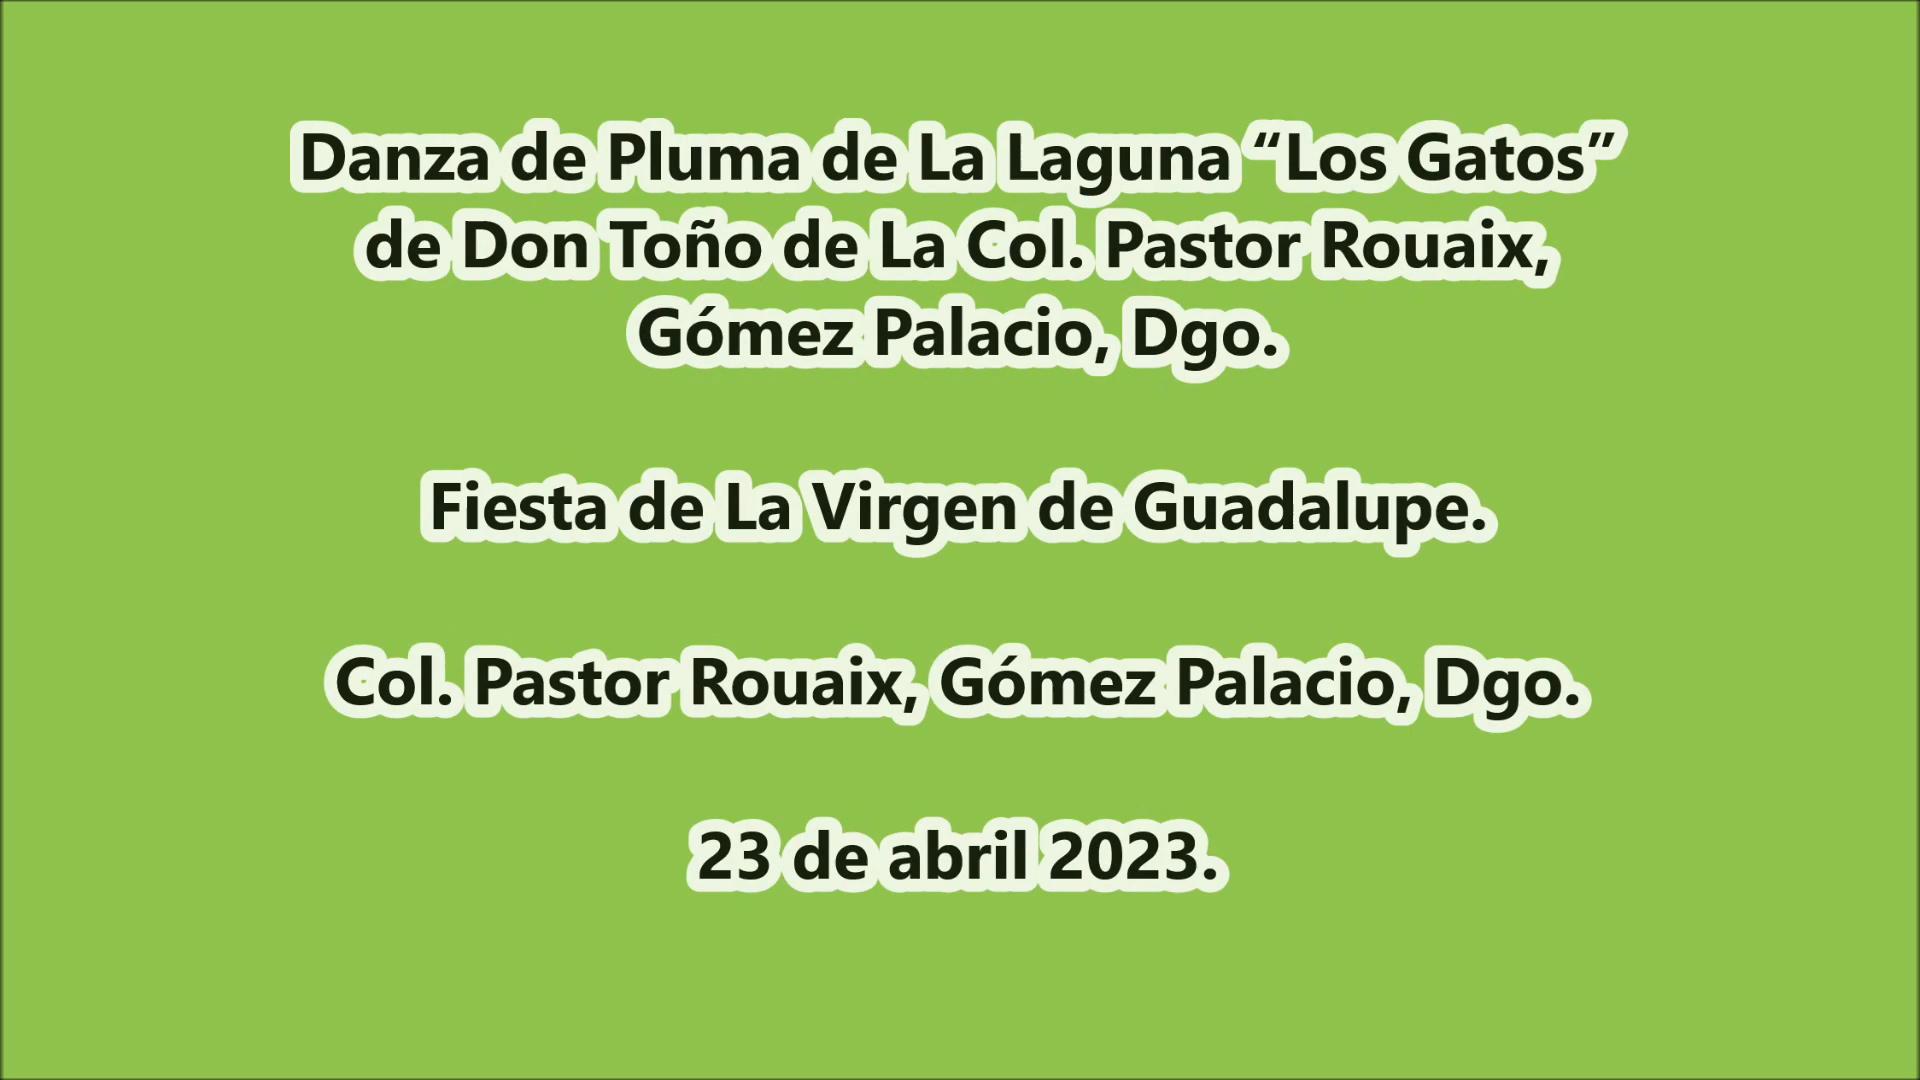 Danza de Pluma de La Laguna “Los Gatos”
de Don Toño de La Col. Pastor Rouaix,
Gómez Palacio, Dgo.
Fiesta de La Virgen de Guadalupe.
Col. Pastor Rouaix, Gómez Palacio, Dgo.
23 de abril 2023.